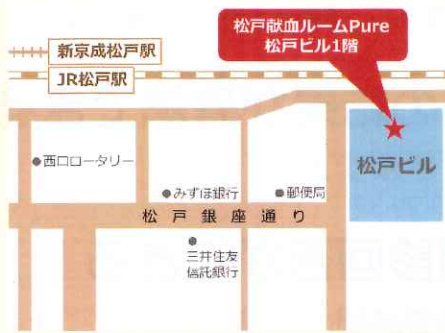 松戸献血ルームPure
松戸ビル1階
新京成松戸駅
JR松戸駅
松戸ビル
●西口ロータリー
●みずほ銀行
●郵便局
松戸銀座通り
●
三井住友
信託銀行